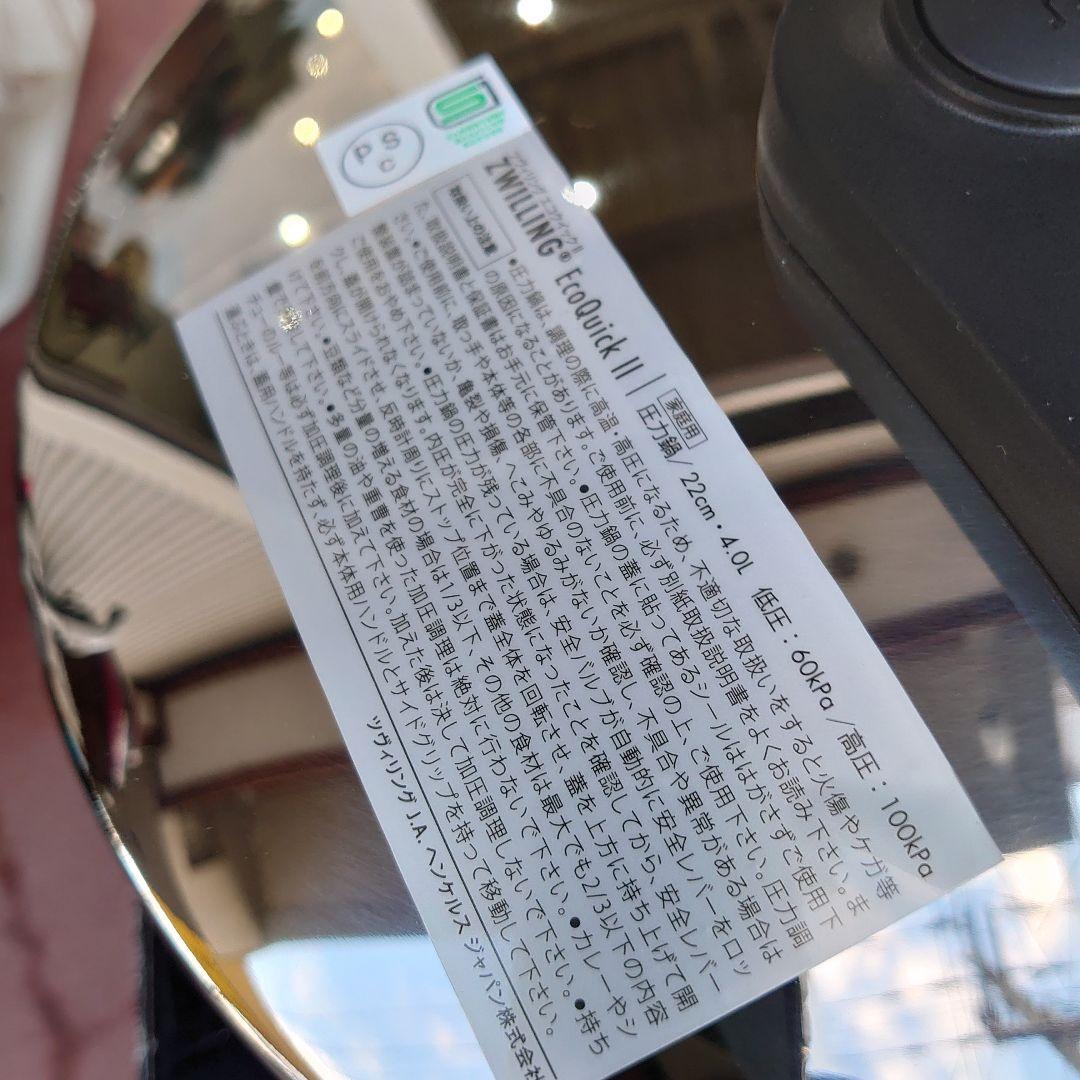 PSC
ツヴィリング エコクイックII
ZWILLING® EcoQuick II
家庭用
圧力鍋/22cm・4.0L 低圧:60kPa/高圧:100kPa
取扱い上の注意
●圧力鍋は、調理の際に高温・高圧になるため、不適切な取扱いをすると火傷やケガ等
の原因になることがあります。ご使用前に、必ず別紙取扱説明書をよくお読み下さい。ま
た、取扱説明書と保証書はお手元に保管下さい。●圧力鍋の蓋に貼ってあるシールははがさずご使用下
さい。●ご使用前に、取っ手や本体等の各部に不具合のないことを必ず確認の上、ご使用下さい。圧力調
整装置が詰まっていないか、亀裂や損傷、へこみやゆるみがないか確認し、不具合や異常がある場合は
ご使用をおやめ下さい。●圧力鍋の圧力が残っている場合は、安全バルブが自動的に安全レバーをロッ
クし、蓋が開けられなくなります。内圧が完全に下がった状態になったことを確認してから、安全レバー
を前方向にスライドさせ、反時計周りにストップ位置まで蓋全体を回転させ、蓋を上方に持ち上げて開
けて下さい。●豆類など分量の増える食材の場合は1/3以下、その他の食材は最大でも2/3以下の内容
量にして下さい。●多量の油や重曹を使った加圧調理は絶対に行わないで下さい。●カレーやシ
チューのルー等は必ず加圧調理後に加えて下さい。加えた後は決して加圧調理しないで下さい。●持ち
運ぶときは、蓋用ハンドルを持たず、必ず本体用ハンドルとサイドグリップを持って移動して下さい。
ツヴィリング J.A. ヘンケルス ジャパン株式会社